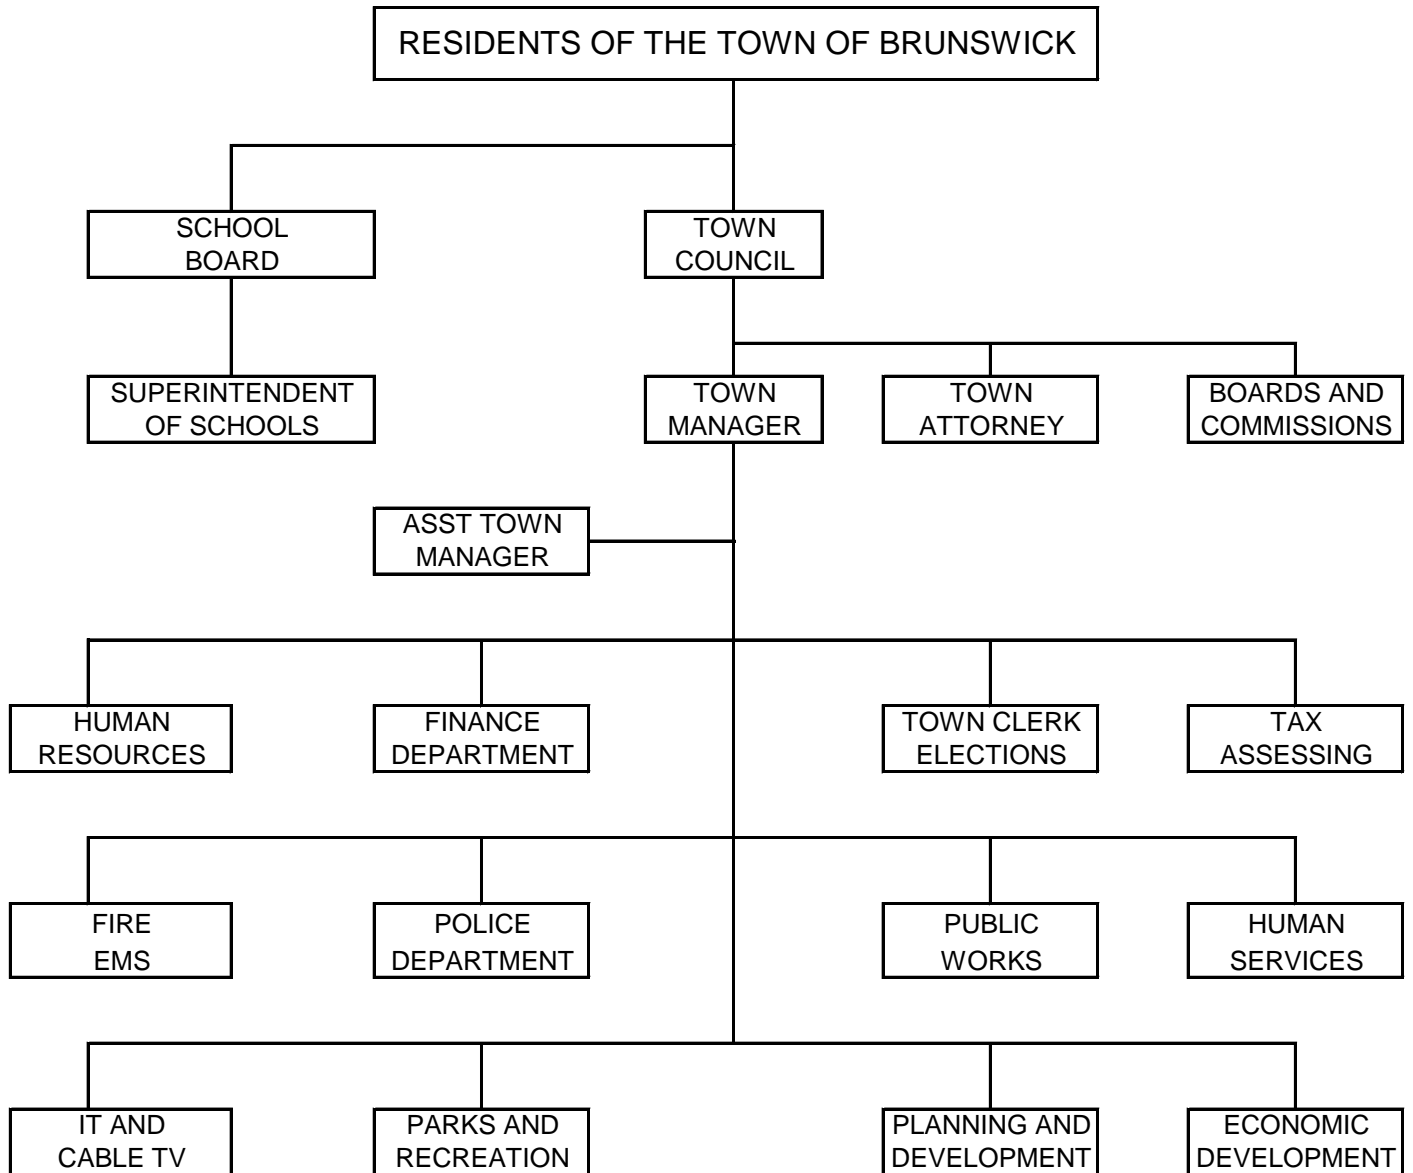 RESIDENTS OF THE TOWN OF BRUNSWICK
SCHOOL
BOARD
TOWN
COUNCIL
SUPERINTENDENT
OF SCHOOLS
TOWN
MANAGER
TOWN
ATTORNEY
BOARDS AND
COMMISSIONS
ASST TOWN
MANAGER
HUMAN
RESOURCES
FINANCE
DEPARTMENT
TOWN CLERK
ELECTIONS
TAX
ASSESSING
FIRE
EMS
POLICE
DEPARTMENT
PUBLIC
WORKS
HUMAN
SERVICES
IT AND
CABLE TV
PARKS AND
RECREATION
PLANNING AND
DEVELOPMENT
ECONOMIC
DEVELOPMENT